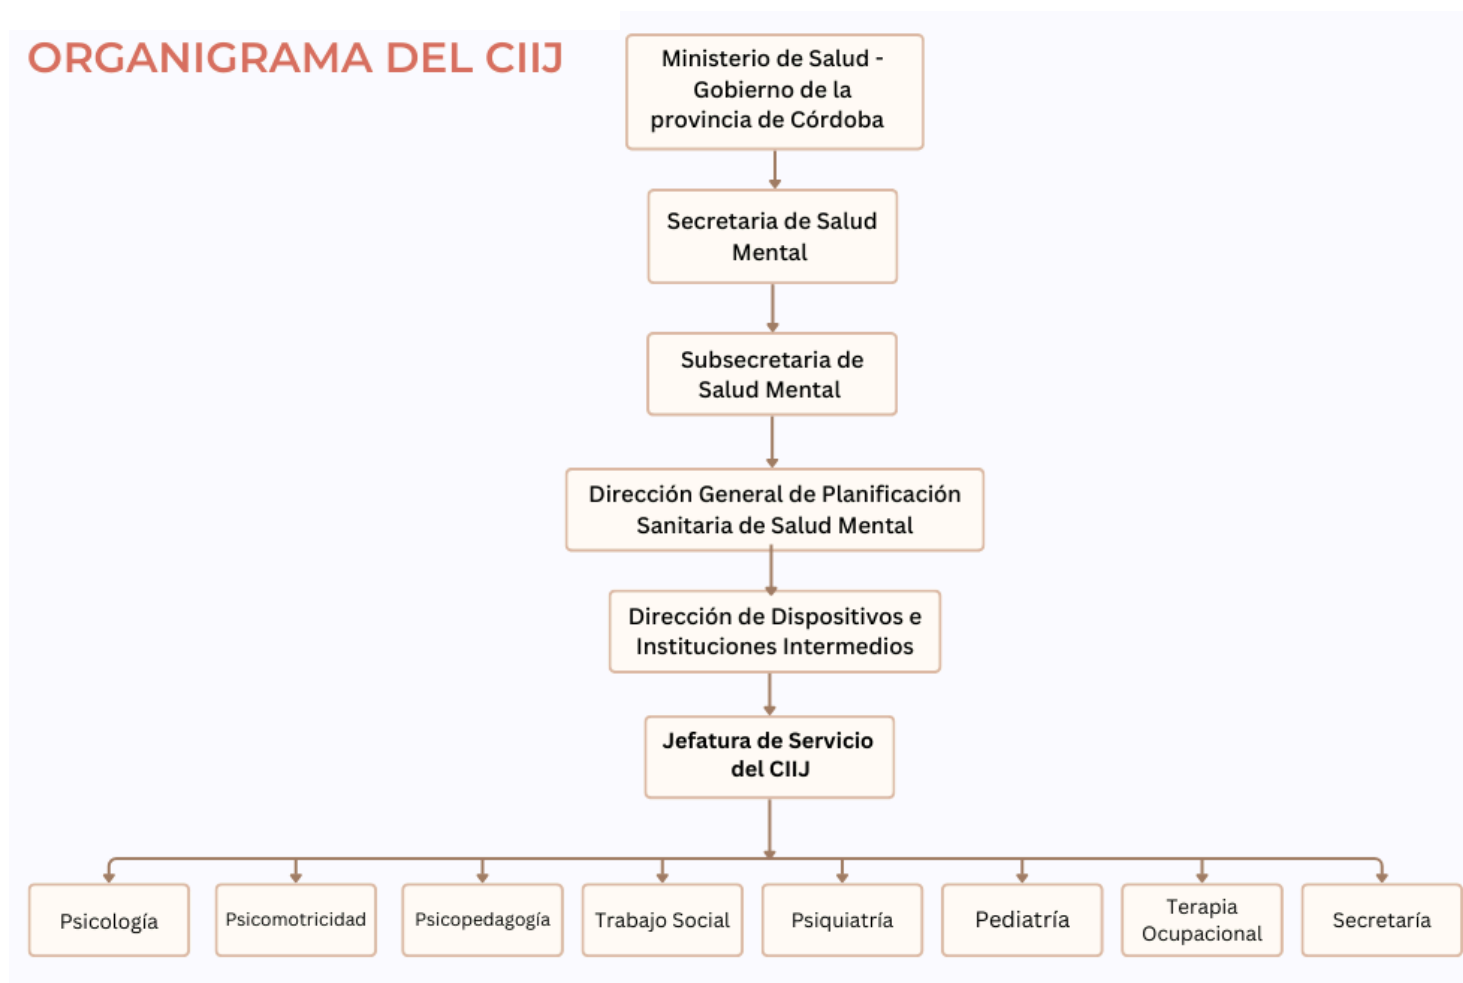 ORGANIGRAMA DEL CIIJ
Ministerio de Salud -
Gobierno de la
provincia de Córdoba
Secretaria de Salud
Mental
Subsecretaria de
Salud Mental
Dirección General de Planificación
Sanitaria de Salud Mental
Dirección de Dispositivos e
Instituciones Intermedios
Jefatura de Servicio
del CIIJ
Psicología
Psicomotricidad
Psicopedagogía
Trabajo Social
Psiquiatría
Pediatría
Terapia
Ocupacional
Secretaría